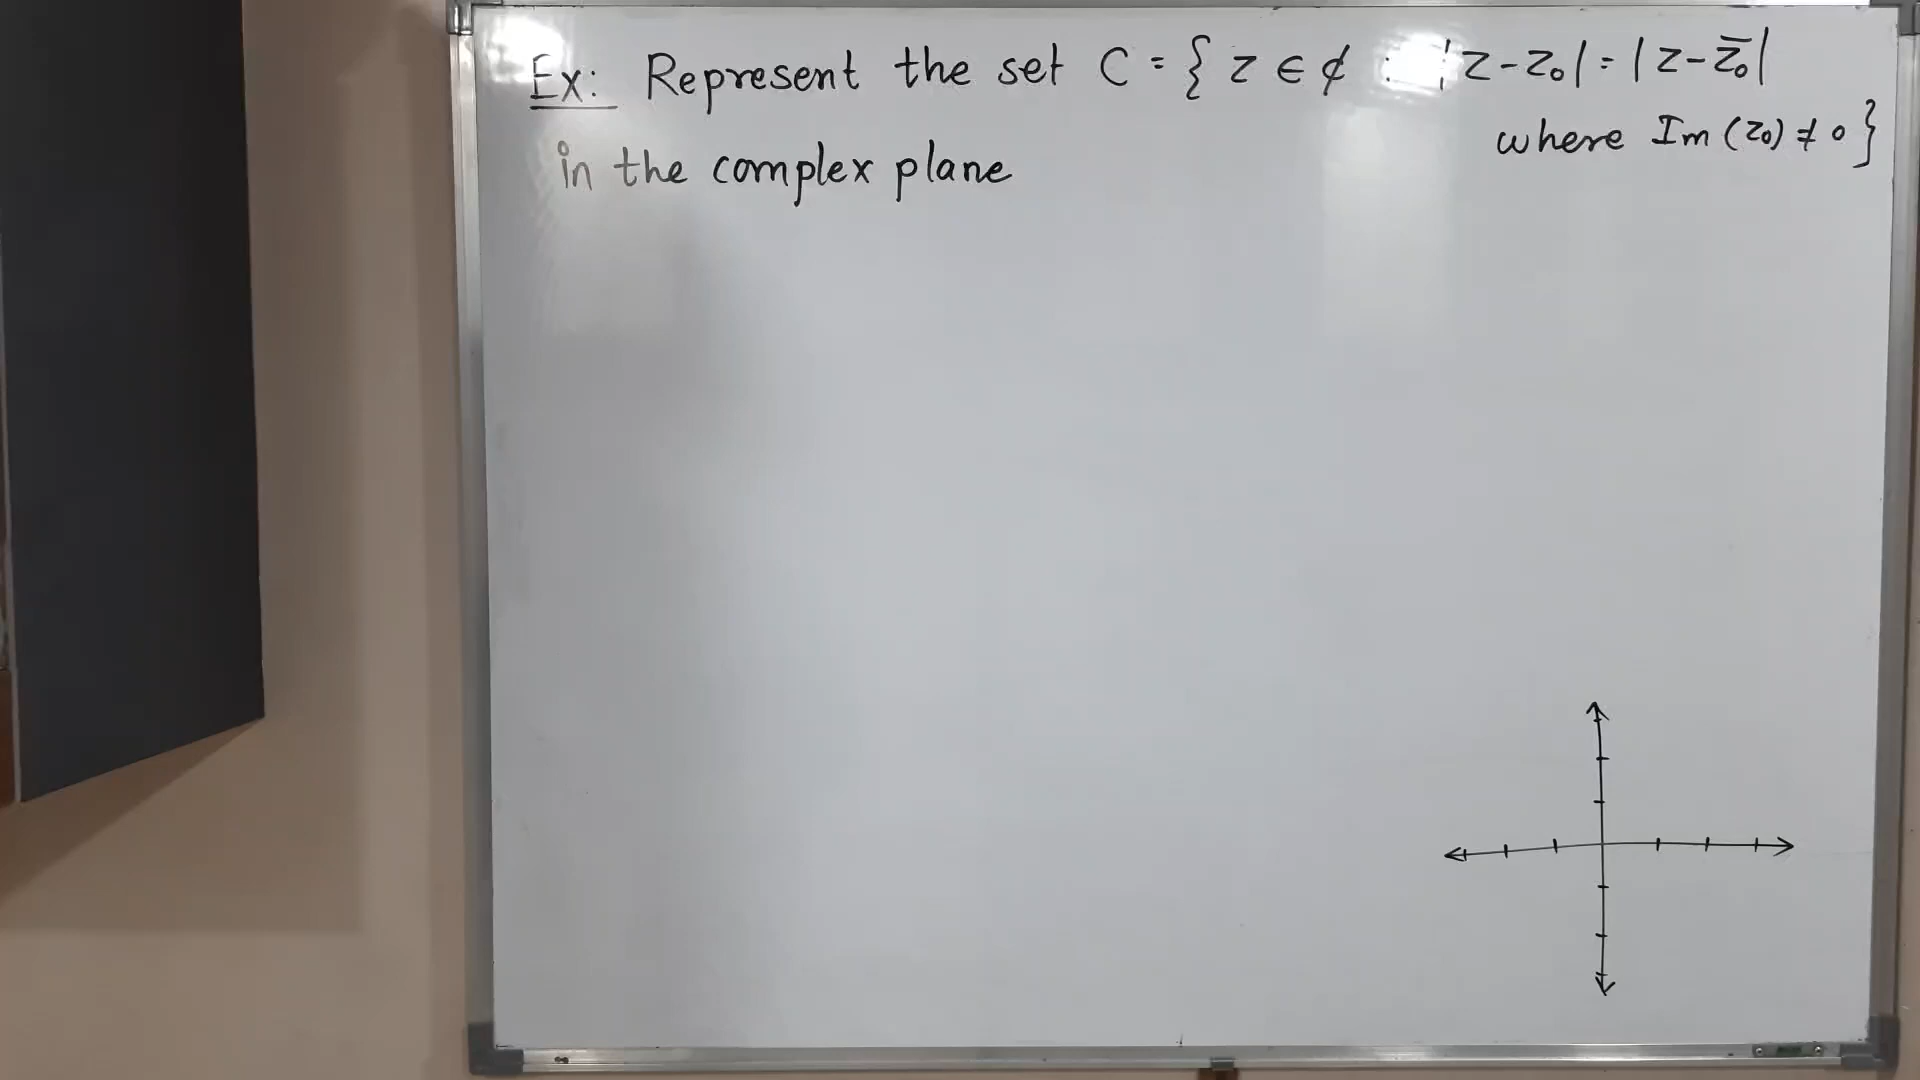 Ex: Represent the set C = { z ∈ ℂ : |z - z₀| = |z - z̄₀|
where Im (z₀) ≠ 0 }
in the complex plane